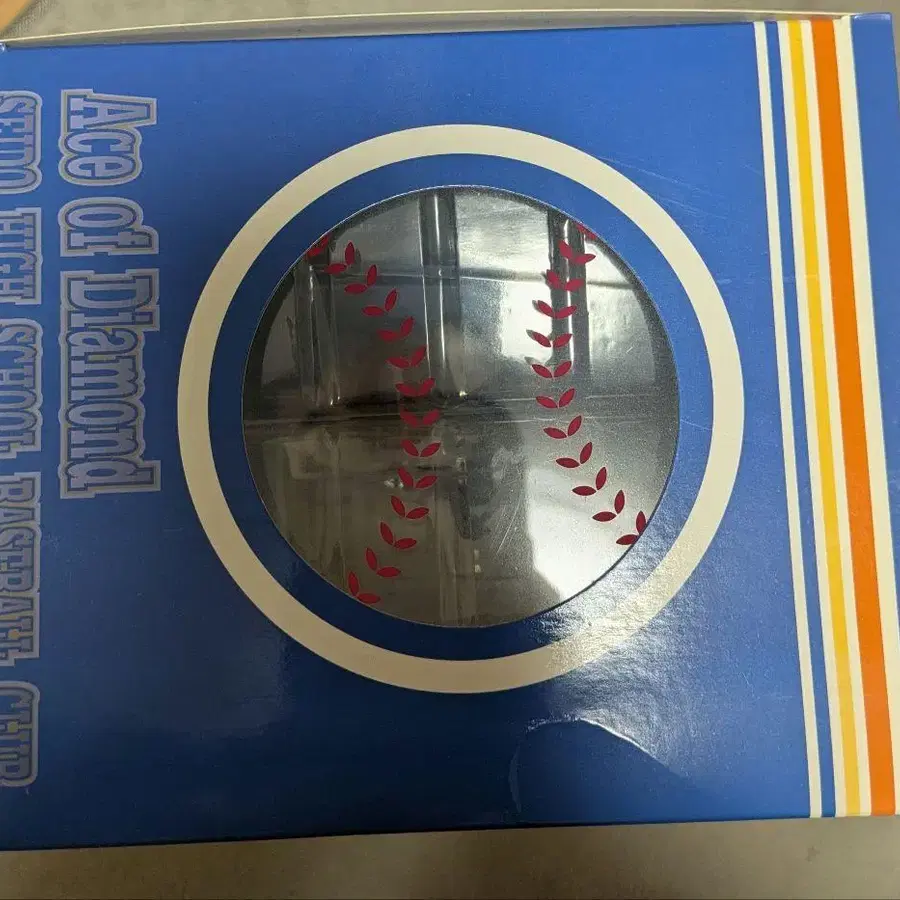 Ace of Diamond
SEIDO HIGH SCHOOL BASEBALL CLUB